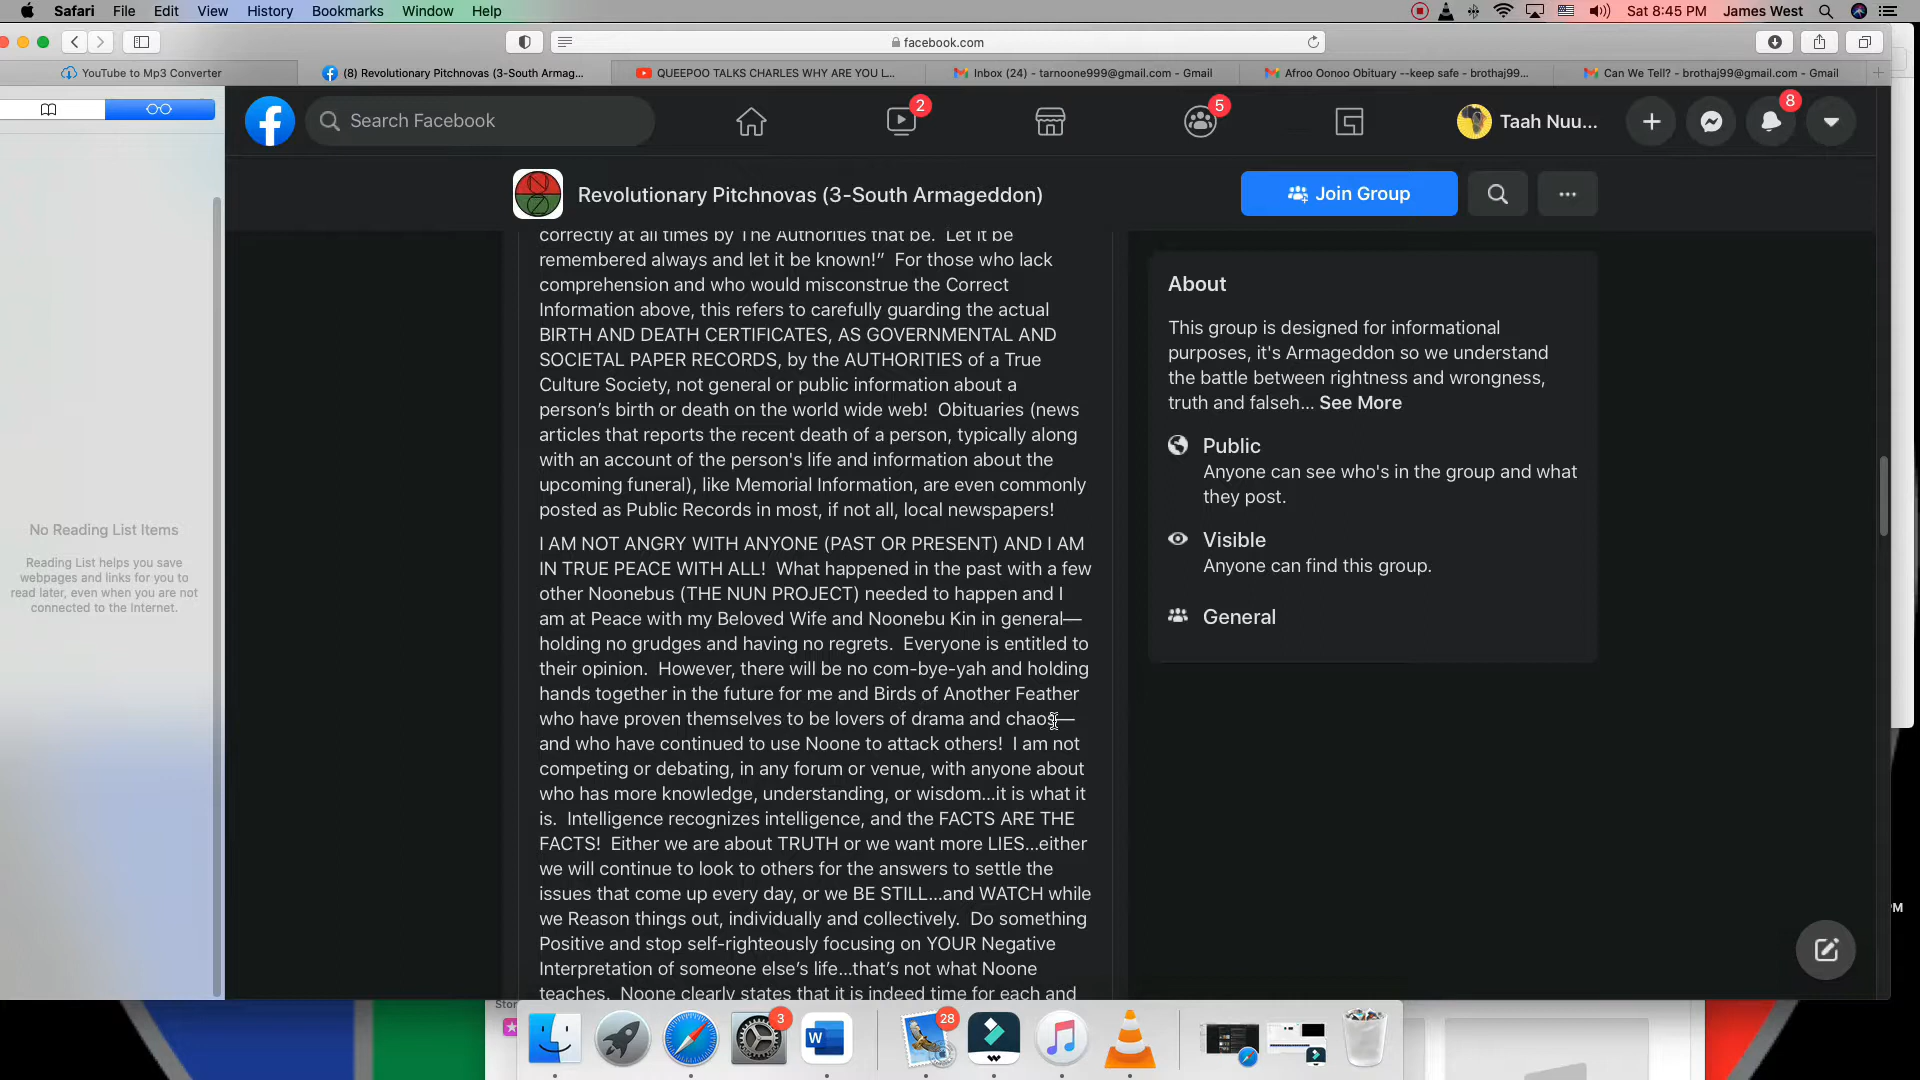 Safari File Edit View History Bookmarks Window Help Sat 8:45 PM James West
facebook.com
YouTube to Mp3 Converter
(8) Revolutionary Pitchnovas (3-South Armag...
QUEEPOO TALKS CHARLES WHY ARE YOU L...
Inbox (24) - tarnoone999@gmail.com - Gmail
Afroo Oonoo Obituary --keep safe - brothaj99...
Can We Tell? - brothaj99@gmail.com - Gmail
Search Facebook
2
5
Taah Nuu...
8
Revolutionary Pitchnovas (3-South Armageddon)
Join Group
No Reading List Items
Reading List helps you save
webpages and links for you to
read later, even when you are not
connected to the Internet.
correctly at all times by The Authorities that be.  Let it be
remembered always and let it be known!”  For those who lack
comprehension and who would misconstrue the Correct
Information above, this refers to carefully guarding the actual
BIRTH AND DEATH CERTIFICATES, AS GOVERNMENTAL AND
SOCIETAL PAPER RECORDS, by the AUTHORITIES of a True
Culture Society, not general or public information about a
person’s birth or death on the world wide web!  Obituaries (news
articles that reports the recent death of a person, typically along
with an account of the person's life and information about the
upcoming funeral), like Memorial Information, are even commonly
posted as Public Records in most, if not all, local newspapers!
I AM NOT ANGRY WITH ANYONE (PAST OR PRESENT) AND I AM
IN TRUE PEACE WITH ALL!  What happened in the past with a few
other Noonebus (THE NUN PROJECT) needed to happen and I
am at Peace with my Beloved Wife and Noonebu Kin in general—
holding no grudges and having no regrets.  Everyone is entitled to
their opinion.  However, there will be no com-bye-yah and holding
hands together in the future for me and Birds of Another Feather
who have proven themselves to be lovers of drama and chaos—
and who have continued to use Noone to attack others!  I am not
competing or debating, in any forum or venue, with anyone about
who has more knowledge, understanding, or wisdom...it is what it
is.  Intelligence recognizes intelligence, and the FACTS ARE THE
FACTS!  Either we are about TRUTH or we want more LIES...either
we will continue to look to others for the answers to settle the
issues that come up every day, or we BE STILL...and WATCH while
we Reason things out, individually and collectively.  Do something
Positive and stop self-righteously focusing on YOUR Negative
Interpretation of someone else’s life...that’s not what Noone
teaches.  Noone clearly states that it is indeed time for each and
About
This group is designed for informational
purposes, it's Armageddon so we understand
the battle between rightness and wrongness,
truth and falseh... See More
Public
Anyone can see who's in the group and what
they post.
Visible
Anyone can find this group.
General
PM
Stor
3
28